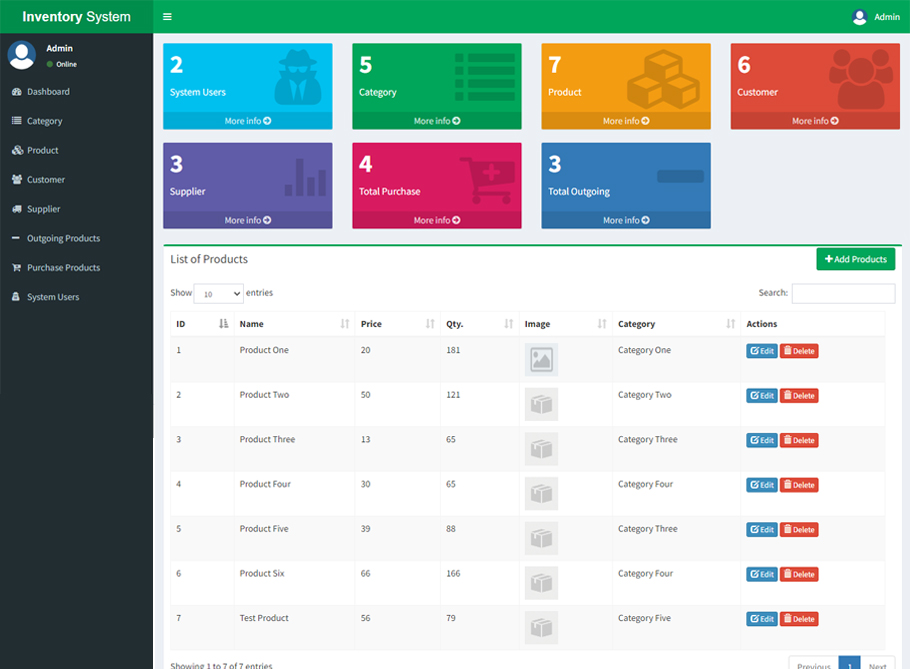 Inventory System
Admin
Admin
Online
Dashboard
Category
Product
Customer
Supplier
Outgoing Products
Purchase Products
System Users
2
System Users
More info
5
Category
More info
7
Product
More info
6
Customer
More info
3
Supplier
More info
4
Total Purchase
More info
3
Total Outgoing
More info
List of Products
Add Products
Show 10 entries
Search:
ID Name Price Qty. Image Category Actions
1 Product One 20 181 Category One Edit Delete
2 Product Two 50 121 Category Two Edit Delete
3 Product Three 13 65 Category Three Edit Delete
4 Product Four 30 65 Category Four Edit Delete
5 Product Five 39 88 Category Three Edit Delete
6 Product Six 66 166 Category Four Edit Delete
7 Test Product 56 79 Category Five Edit Delete
Showing 1 to 7 of 7 entries
Previous 1 Next